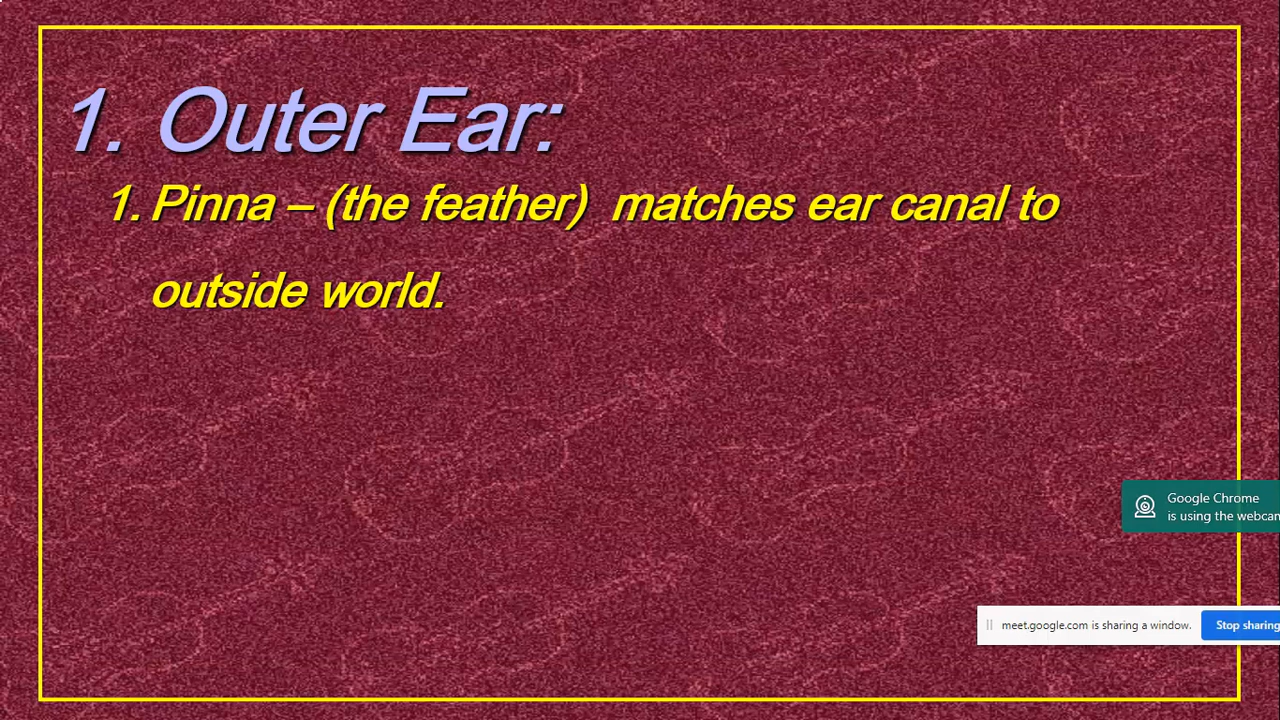 1. Outer Ear:
1. Pinna – (the feather)  matches ear canal to
outside world.
Google Chrome
is using the webcam
meet.google.com is sharing a window.
Stop sharing